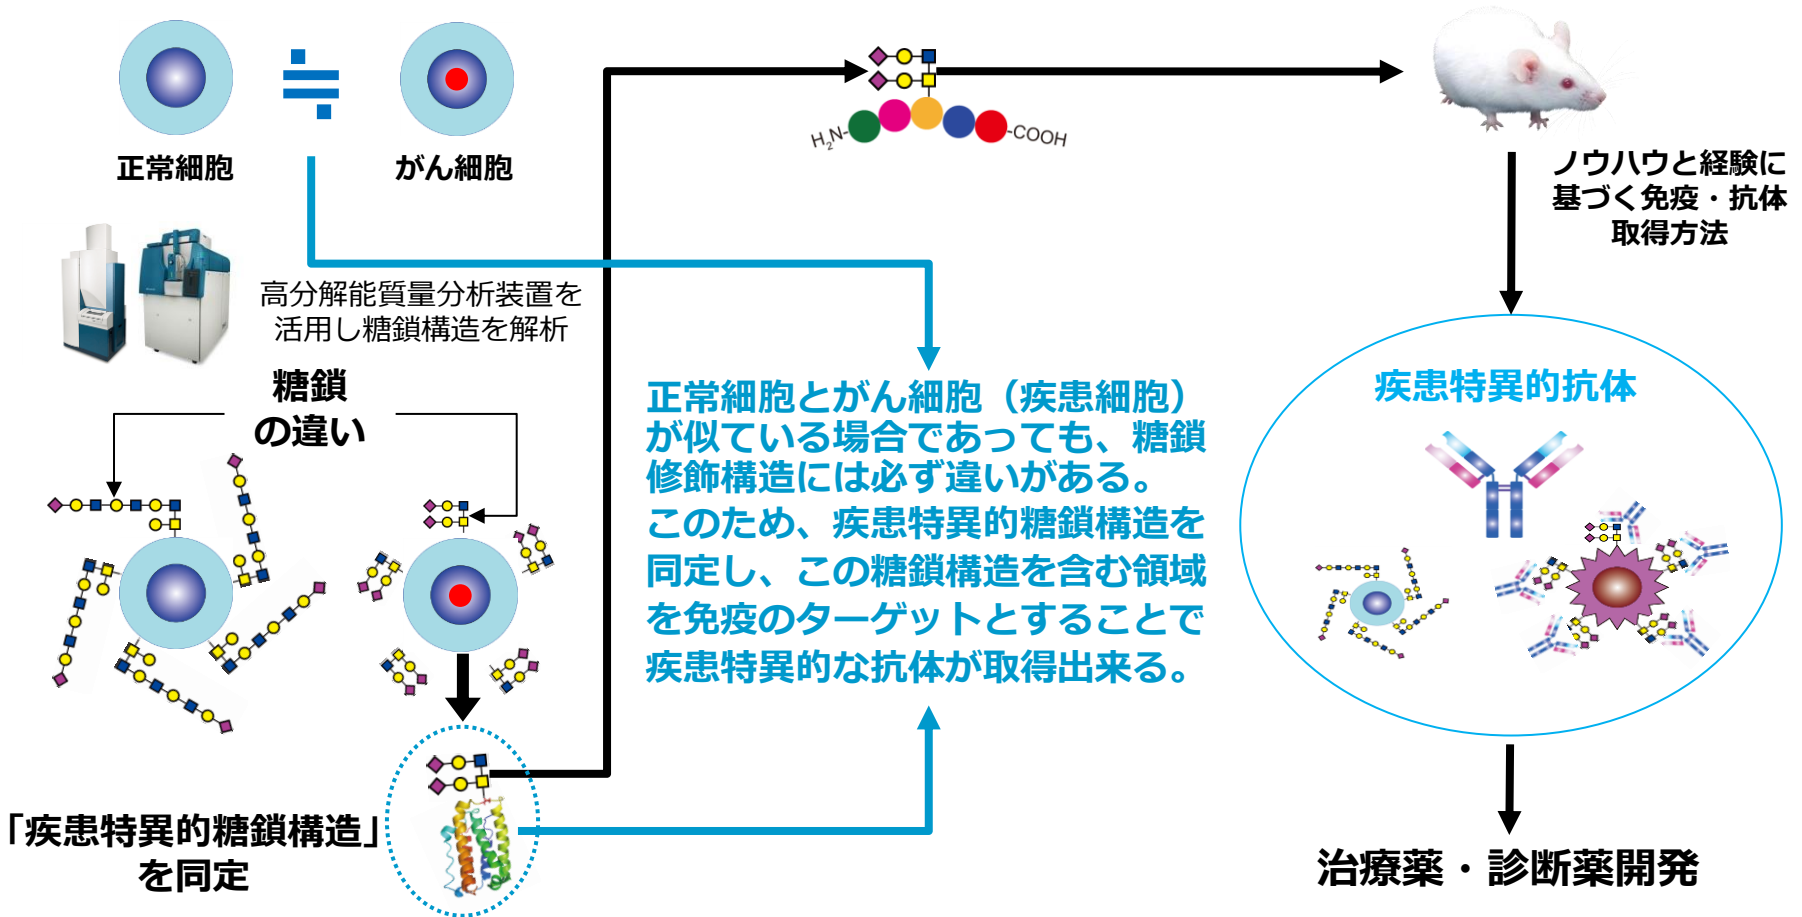 正常細胞
がん細胞
H2N-
-COOH
ノウハウと経験に
基づく免疫・抗体
取得方法
高分解能質量分析装置を
活用し糖鎖構造を解析
糖鎖
の違い
正常細胞とがん細胞（疾患細胞）
が似ている場合であっても、糖鎖
修飾構造には必ず違いがある。
このため、疾患特異的糖鎖構造を
同定し、この糖鎖構造を含む領域
を免疫のターゲットとすることで
疾患特異的な抗体が取得出来る。
疾患特異的抗体
「疾患特異的糖鎖構造」
を同定
治療薬・診断薬開発